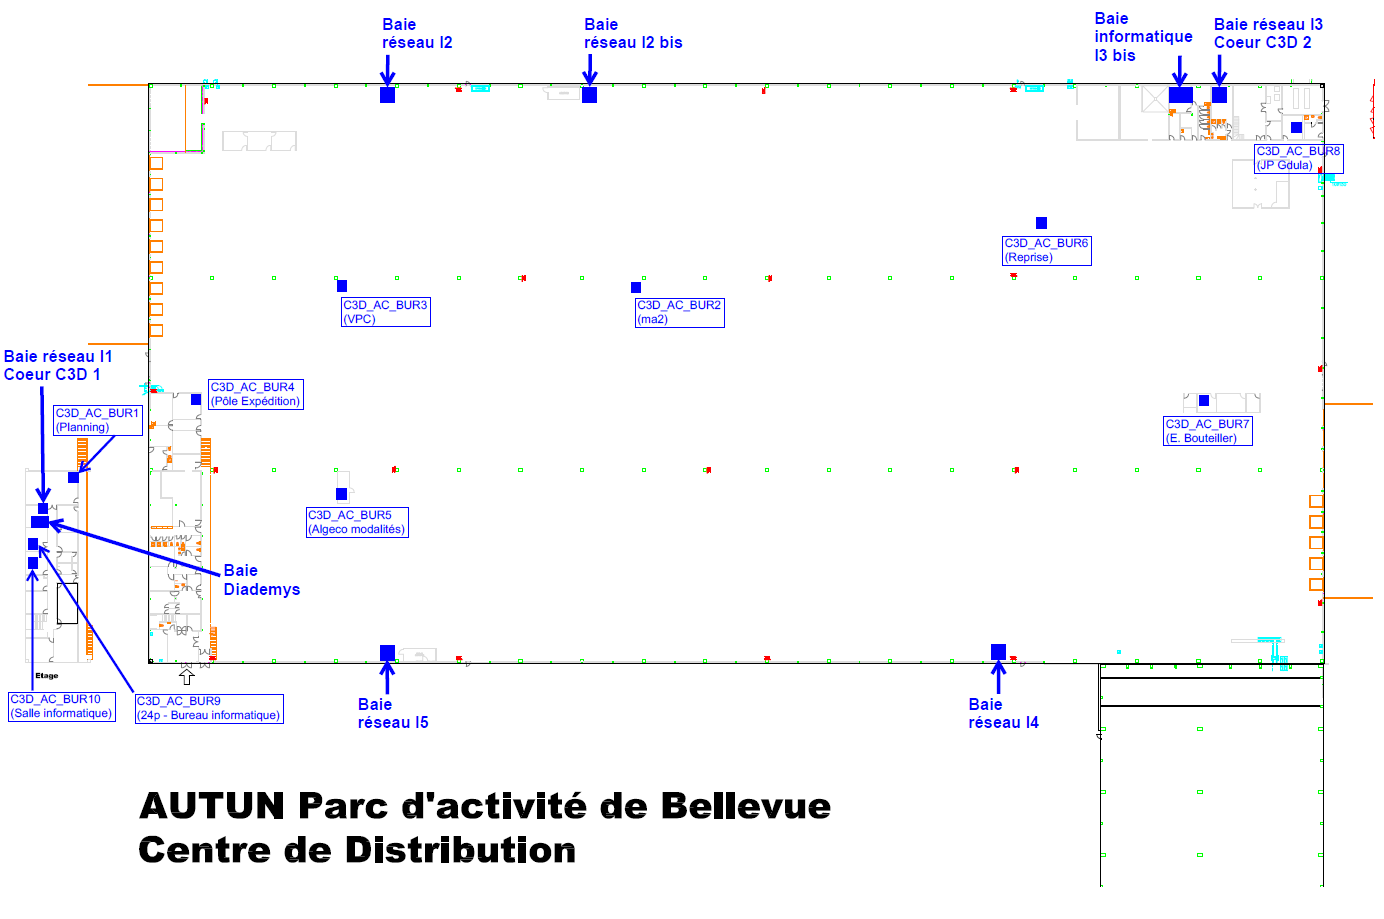 Baie
réseau I2
Baie
réseau I2 bis
Baie
informatique
I3 bis
Baie réseau I3
Coeur C3D 2
C3D_AC_BUR8
(JP Gdula)
C3D_AC_BUR6
(Reprise)
C3D_AC_BUR3
(VPC)
C3D_AC_BUR2
(ma2)
Baie réseau I1
Coeur C3D 1
C3D_AC_BUR4
(Pôle Expédition)
C3D_AC_BUR1
(Planning)
C3D_AC_BUR7
(E. Bouteiller)
C3D_AC_BUR5
(Algeco modalités)
Baie
Diademys
Etage
C3D_AC_BUR10
(Salle informatique)
C3D_AC_BUR9
(24p - Bureau informatique)
Baie
réseau I5
Baie
réseau I4
AUTUN Parc d'activité de Bellevue
Centre de Distribution